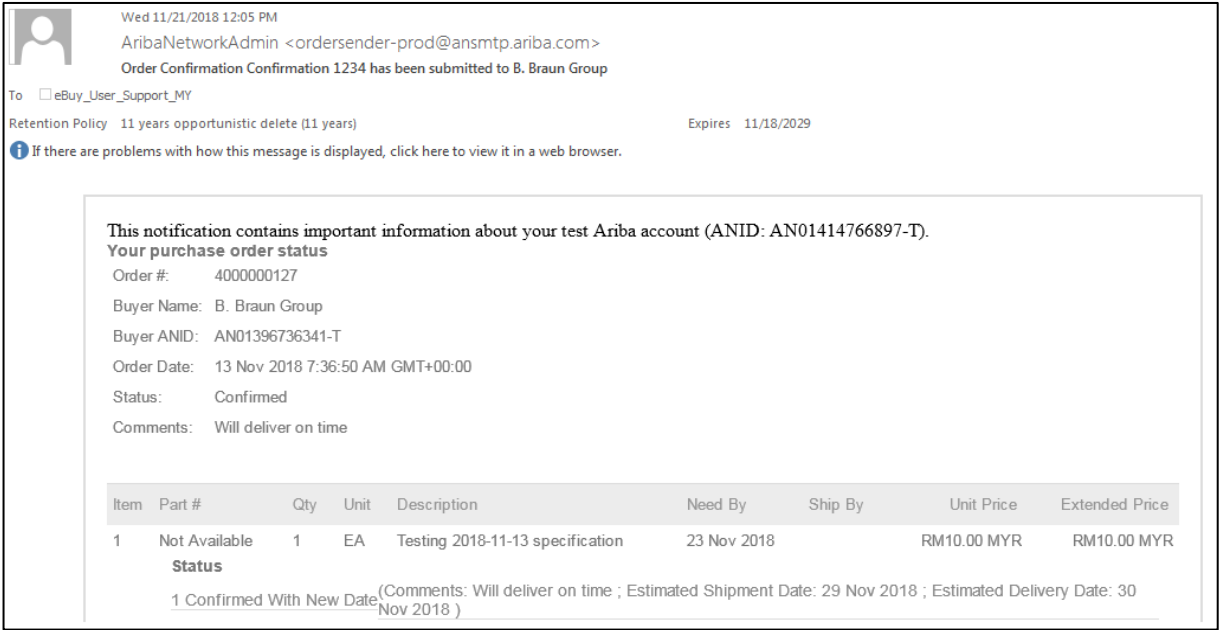 Wed 11/21/2018 12:05 PM
AribaNetworkAdmin <ordersender-prod@ansmtp.ariba.com>
Order Confirmation Confirmation 1234 has been submitted to B. Braun Group
To eBuy_User_Support_MY
Retention Policy 11 years opportunistic delete (11 years) Expires 11/18/2029
If there are problems with how this message is displayed, click here to view it in a web browser.
This notification contains important information about your test Ariba account (ANID: AN01414766897-T).
Your purchase order status
Order #: 4000000127
Buyer Name: B. Braun Group
Buyer ANID: AN01396736341-T
Order Date: 13 Nov 2018 7:36:50 AM GMT+00:00
Status: Confirmed
Comments: Will deliver on time
Item Part # Qty Unit Description Need By Ship By Unit Price Extended Price
1 Not Available 1 EA Testing 2018-11-13 specification 23 Nov 2018 RM10.00 MYR RM10.00 MYR
Status
1 Confirmed With New Date (Comments: Will deliver on time ; Estimated Shipment Date: 29 Nov 2018 ; Estimated Delivery Date: 30
Nov 2018 )